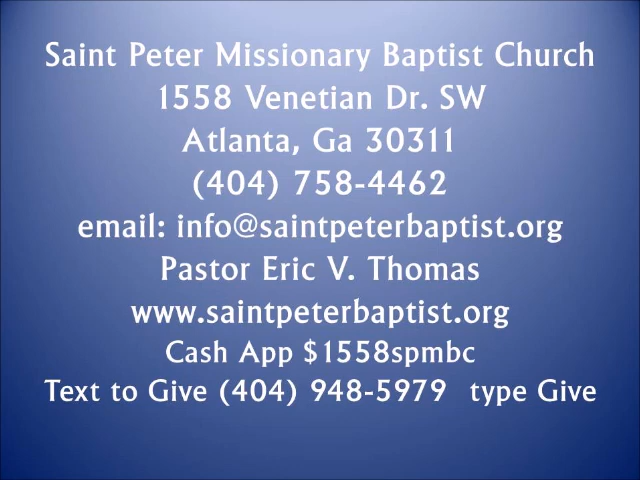 Saint Peter Missionary Baptist Church
1558 Venetian Dr. SW
Atlanta, Ga 30311
(404) 758-4462
email: info@saintpeterbaptist.org
Pastor Eric V. Thomas
www.saintpeterbaptist.org
Cash App $1558spmbc
Text to Give (404) 948-5979 type Give